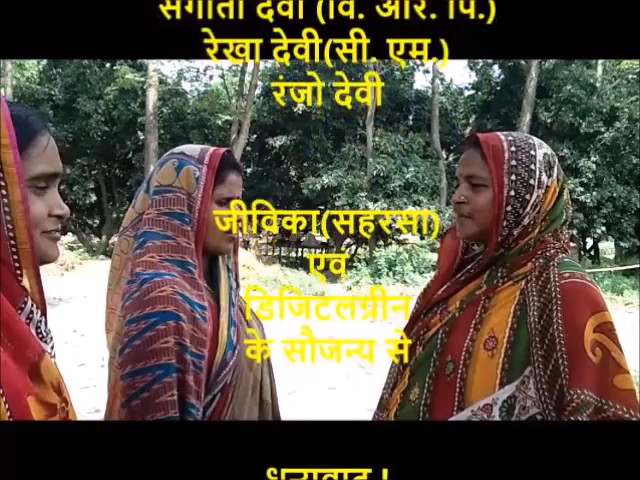 संगीता देवी (वि. आर. पि.)
रेखा देवी(सी. एम.)
रंजो देवी
जीविका(सहरसा)
एवं
डिजिटलग्रीन
के सौजन्य से
धन्यवाद !